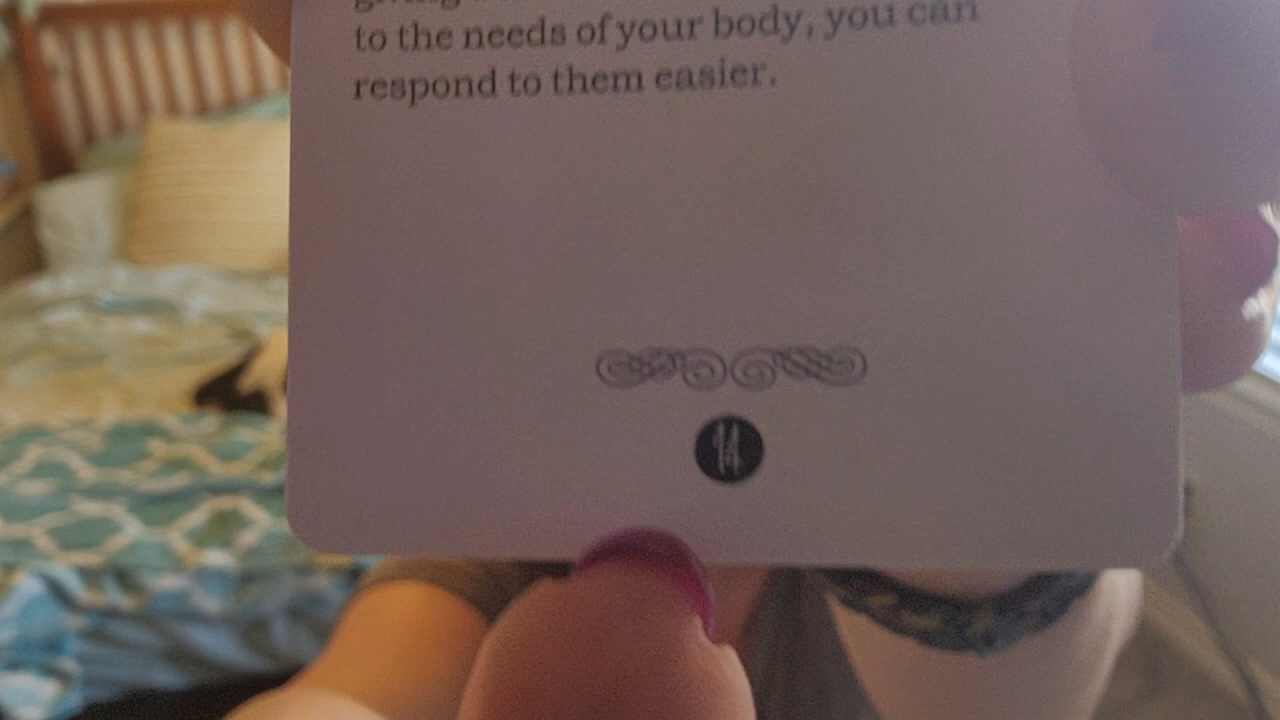 to the needs of your body, you can
respond to them easier.
14